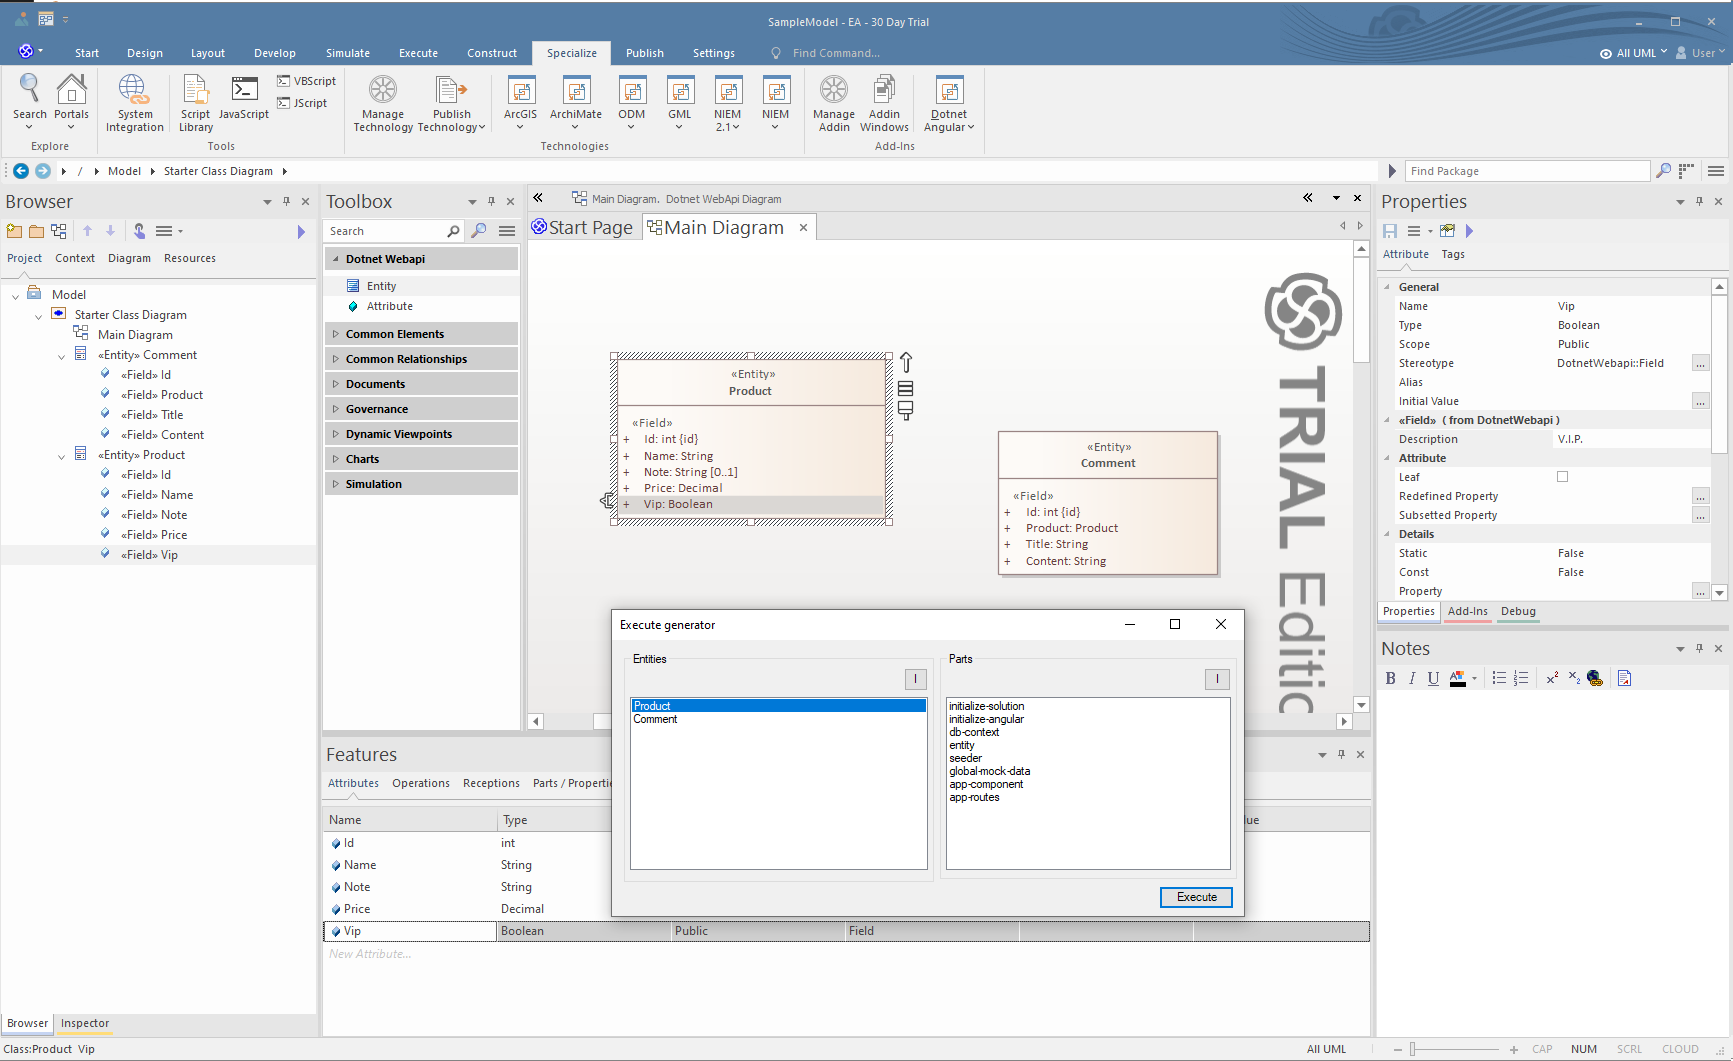 SampleModel - EA - 30 Day Trial
Start Design Layout Develop Simulate Execute Construct Specialize Publish Settings Find Command... All UML User
Search Portals
Explore
System Integration
Script Library
JavaScript
VBScript
JScript
Tools
Manage Technology
Publish Technology
ArcGIS
ArchiMate
ODM
GML
NIEM 2.1
NIEM
Technologies
Manage Addin
Addin Windows
Dotnet Angular
Add-Ins
/ Model Starter Class Diagram
Find Package
Browser
Project Context Diagram Resources
Model
Starter Class Diagram
Main Diagram
«Entity» Comment
«Field» Id
«Field» Product
«Field» Title
«Field» Content
«Entity» Product
«Field» Id
«Field» Name
«Field» Note
«Field» Price
«Field» Vip
Browser Inspector
Toolbox
Search
Dotnet Webapi
Entity
Attribute
Common Elements
Common Relationships
Documents
Governance
Dynamic Viewpoints
Charts
Simulation
Main Diagram. Dotnet WebApi Diagram
Start Page Main Diagram
«Entity»
Product
«Field»
+ Id: int {id}
+ Name: String
+ Note: String [0..1]
+ Price: Decimal
+ Vip: Boolean
«Entity»
Comment
«Field»
+ Id: int {id}
+ Product: Product
+ Title: String
+ Content: String
TRIAL Editic
Execute generator
Entities
I
Product
Comment
Parts
I
initialize-solution
initialize-angular
db-context
entity
seeder
global-mock-data
app-component
app-routes
Execute
Features
Attributes Operations Receptions Parts / Properti
Name Type lue
Id int
Name String
Note String
Price Decimal
Vip Boolean Public Field
New Attribute...
Properties
Attribute Tags
General
Name Vip
Type Boolean
Scope Public
Stereotype DotnetWebapi::Field ...
Alias
Initial Value ...
«Field» ( from DotnetWebapi )
Description V.I.P.
Attribute
Leaf
Redefined Property ...
Subsetted Property ...
Details
Static False
Const False
Property ...
Properties Add-Ins Debug
Notes
B I U A x² x₂
Class:Product Vip
All UML CAP NUM SCRL CLOUD